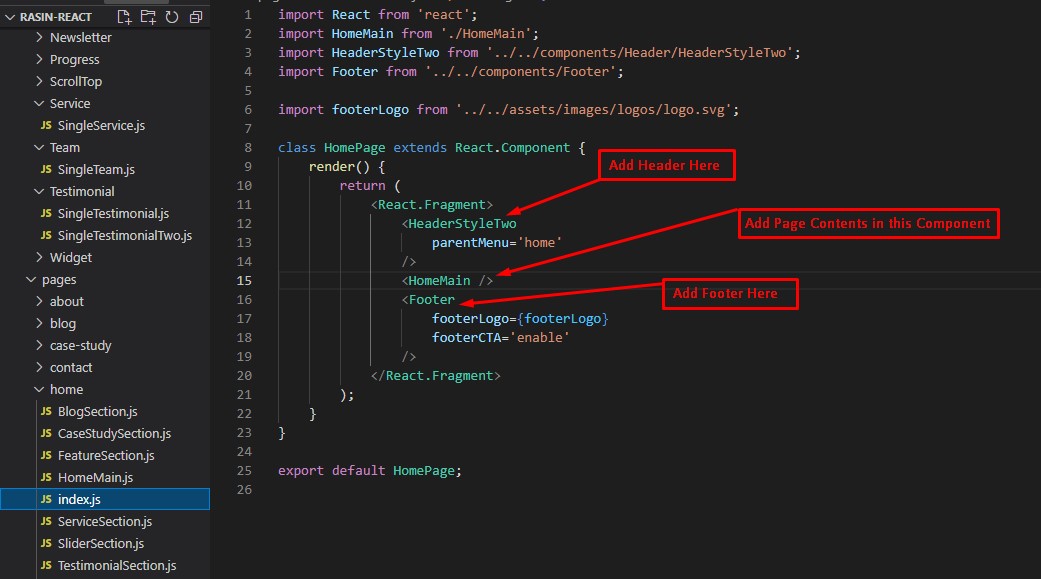 RASIN-REACT
Newsletter
Progress
ScrollTop
Service
JS SingleService.js
Team
JS SingleTeam.js
Testimonial
JS SingleTestimonial.js
JS SingleTestimonialTwo.js
Widget
pages
about
blog
case-study
contact
home
JS BlogSection.js
JS CaseStudySection.js
JS FeatureSection.js
JS HomeMain.js
JS index.js
JS ServiceSection.js
JS SliderSection.js
JS TestimonialSection.js
1 import React from 'react';
2 import HomeMain from './HomeMain';
3 import HeaderStyleTwo from '../../components/Header/HeaderStyleTwo';
4 import Footer from '../../components/Footer';
5
6 import footerLogo from '../../assets/images/logos/logo.svg';
7
8 class HomePage extends React.Component {
9 render() {
10 return (
11 <React.Fragment>
12 <HeaderStyleTwo
13 parentMenu='home'
14 />
15 <HomeMain />
16 <Footer
17 footerLogo={footerLogo}
18 footerCTA='enable'
19 />
20 </React.Fragment>
21 );
22 }
23 }
24
25 export default HomePage;
26
Add Header Here
Add Page Contents in this Component
Add Footer Here